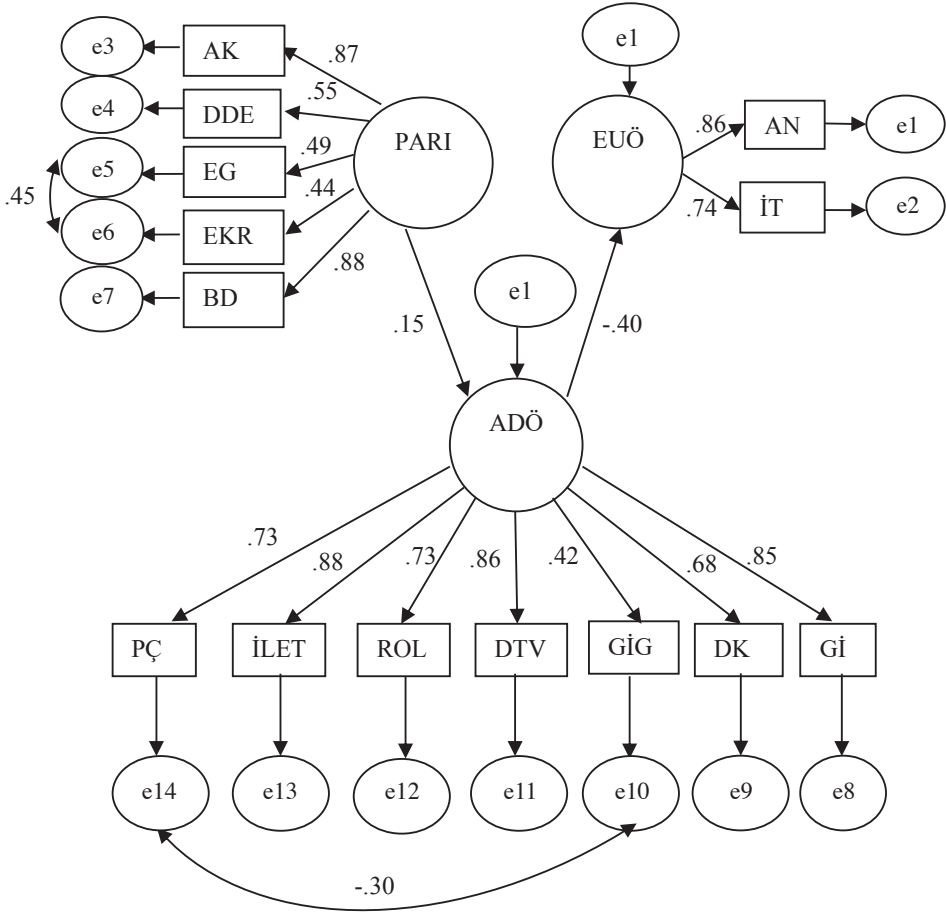 e1
e3
AK
.87
e4
DDE
.55
PARI
EUÖ
.86
AN
e1
e5
EG
.49
.45
.44
.74
İT
e2
e6
EKR
.88
e7
BD
e1
.15
-.40
ADÖ
.73
.88
.73
.86
.42
.68
.85
PÇ
İLET
ROL
DTV
GİG
DK
Gİ
e14
e13
e12
e11
e10
e9
e8
-.30